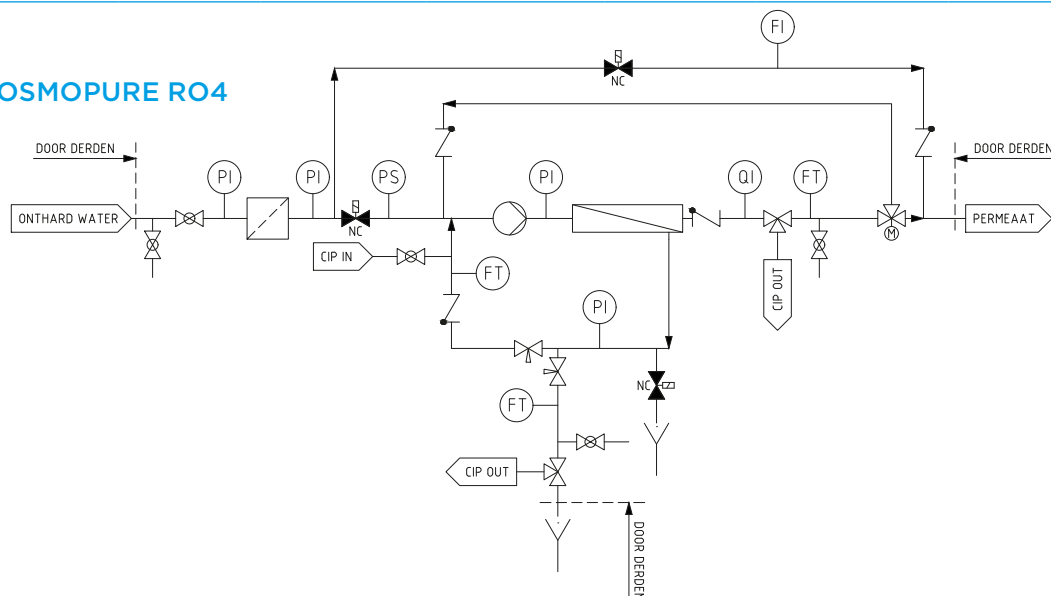 FI
NC
OSMOPURE RO4
DOOR DERDEN
DOOR DERDEN
PI
PI
PS
PI
QI
FT
ONTHARD WATER
NC
M
PERMEAAT
CIP IN
FT
CIP OUT
PI
NC
FT
CIP OUT
DOOR DERDEN